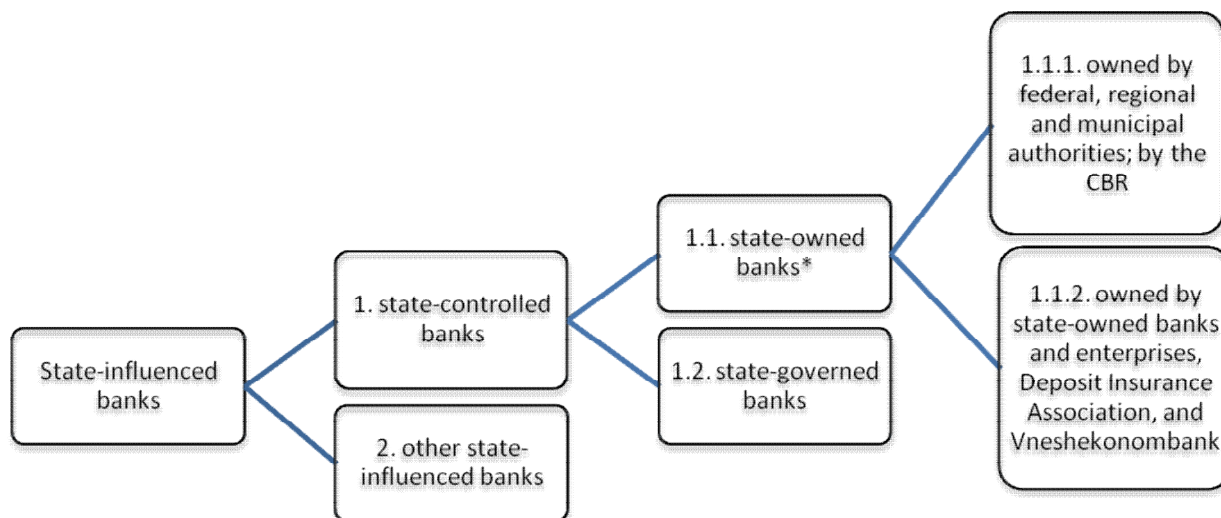 State-influenced
banks
1. state-controlled
banks
2. other state-
influenced banks
1.1. state-owned
banks*
1.2. state-governed
banks
1.1.1. owned by
federal, regional
and municipal
authorities; by the
CBR
1.1.2. owned by
state-owned banks
and enterprises,
Deposit Insurance
Association, and
Vneshekonombank